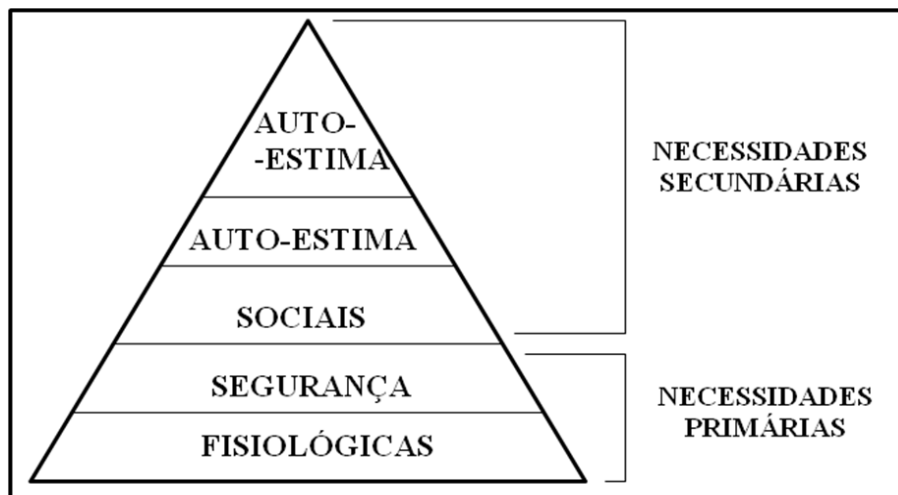 AUTO-
-ESTIMA
AUTO-ESTIMA
SOCIAIS
SEGURANÇA
FISIOLÓGICAS
NECESSIDADES
SECUNDÁRIAS
NECESSIDADES
PRIMÁRIAS